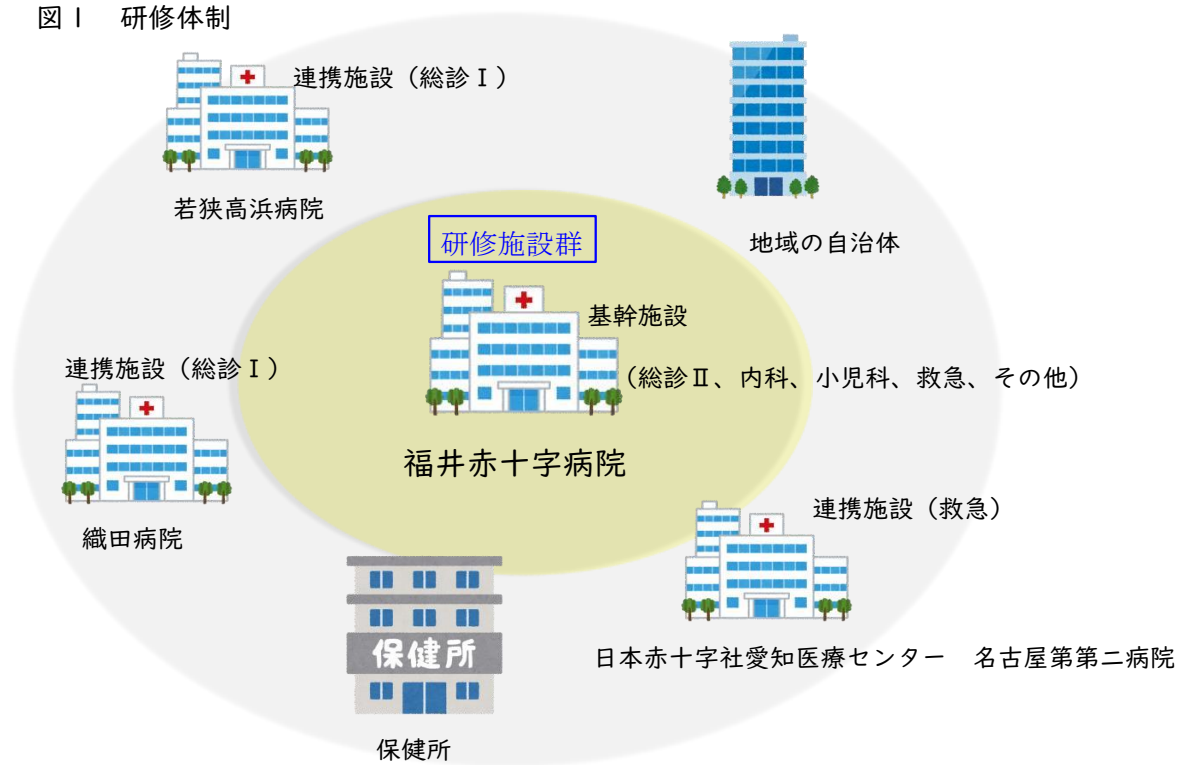 図1 研修体制
連携施設（総診Ⅰ）
若狭高浜病院
地域の自治体
研修施設群
基幹施設
（総診Ⅱ、内科、小児科、救急、その他）
福井赤十字病院
連携施設（総診Ⅰ）
織田病院
連携施設（救急）
日本赤十字社愛知医療センター　名古屋第第二病院
保健所
保健所